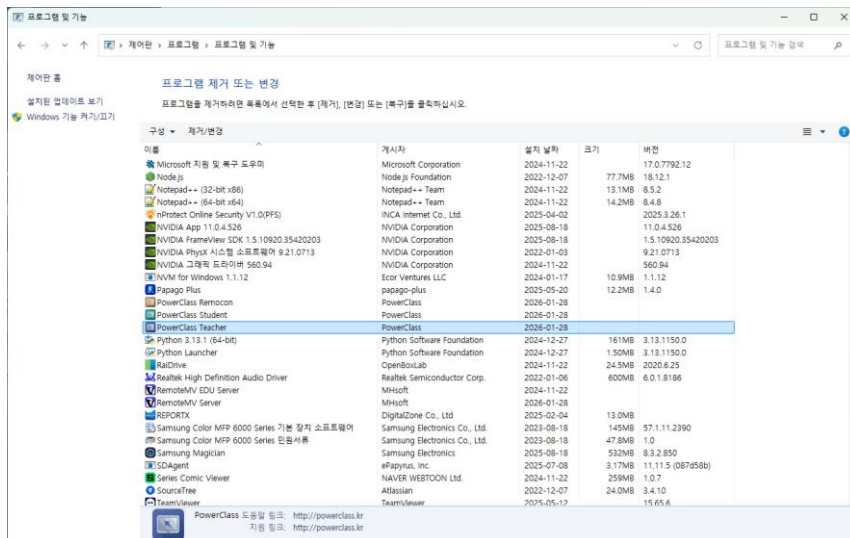 프로그램 및 기능
제어판 › 프로그램 › 프로그램 및 기능
프로그램 및 기능 검색
제어판 홈
설치된 업데이트 보기
Windows 기능 켜기/끄기
프로그램 제거 또는 변경
프로그램을 제거하려면 목록에서 선택한 후 [제거], [변경] 또는 [복구]를 클릭하십시오.
구성 제거/변경
이름 게시자 설치 날짜 크기 버전
Microsoft 지원 및 복구 도우미 Microsoft Corporation 2024-11-22 17.0.7792.12
Node.js Node.js Foundation 2022-12-07 77.7MB 18.12.1
Notepad++ (32-bit x86) Notepad++ Team 2024-11-22 13.1MB 8.5.2
Notepad++ (64-bit x64) Notepad++ Team 2024-11-22 14.2MB 8.4.8
nProtect Online Security V1.0(PFS) INCA Internet Co., Ltd. 2025-04-02 2025.3.26.1
NVIDIA App 11.0.4.526 NVIDIA Corporation 2025-08-18 11.0.4.526
NVIDIA FrameView SDK 1.5.10920.35420203 NVIDIA Corporation 2025-08-18 1.5.10920.35420203
NVIDIA PhysX 시스템 소프트웨어 9.21.0713 NVIDIA Corporation 2022-01-03 9.21.0713
NVIDIA 그래픽 드라이버 560.94 NVIDIA Corporation 2024-11-22 560.94
NVM for Windows 1.1.12 Ecor Ventures LLC 2024-01-17 10.9MB 1.1.12
Papago Plus papago-plus 2025-05-20 12.2MB 1.4.0
PowerClass Remocon PowerClass 2026-01-28
PowerClass Student PowerClass 2026-01-28
PowerClass Teacher PowerClass 2026-01-28
Python 3.13.1 (64-bit) Python Software Foundation 2024-12-27 161MB 3.13.1150.0
Python Launcher Python Software Foundation 2024-12-27 1.50MB 3.13.1150.0
RaiDrive OpenBoxLab 2024-11-22 24.5MB 2020.6.25
Realtek High Definition Audio Driver Realtek Semiconductor Corp. 2022-01-06 600MB 6.0.1.8186
RemoteMV EDU Server MHsoft 2024-11-22
RemoteMV Server MHsoft 2026-01-28
REPORTX DigitalZone Co., Ltd 2025-02-04 13.0MB
Samsung Color MFP 6000 Series 기본 장치 소프트웨어 Samsung Electronics Co., Ltd. 2023-08-18 145MB 57.1.11.2390
Samsung Color MFP 6000 Series 민원서류 Samsung Electronics Co., Ltd. 2023-08-18 47.8MB 1.0
Samsung Magician Samsung Electronics 2025-08-18 532MB 8.3.2.850
SDAgent ePapyrus, Inc. 2025-07-08 3.17MB 11.11.5 (087d58b)
Series Comic Viewer NAVER WEBTOON Ltd. 2024-11-22 259MB 1.0.7
SourceTree Atlassian 2022-12-07 24.0MB 3.4.10
TeamViewer TeamViewer 2025-05-12 15.65.6
PowerClass 도움말 링크: http://powerclass.kr
지원 링크: http://powerclass.kr